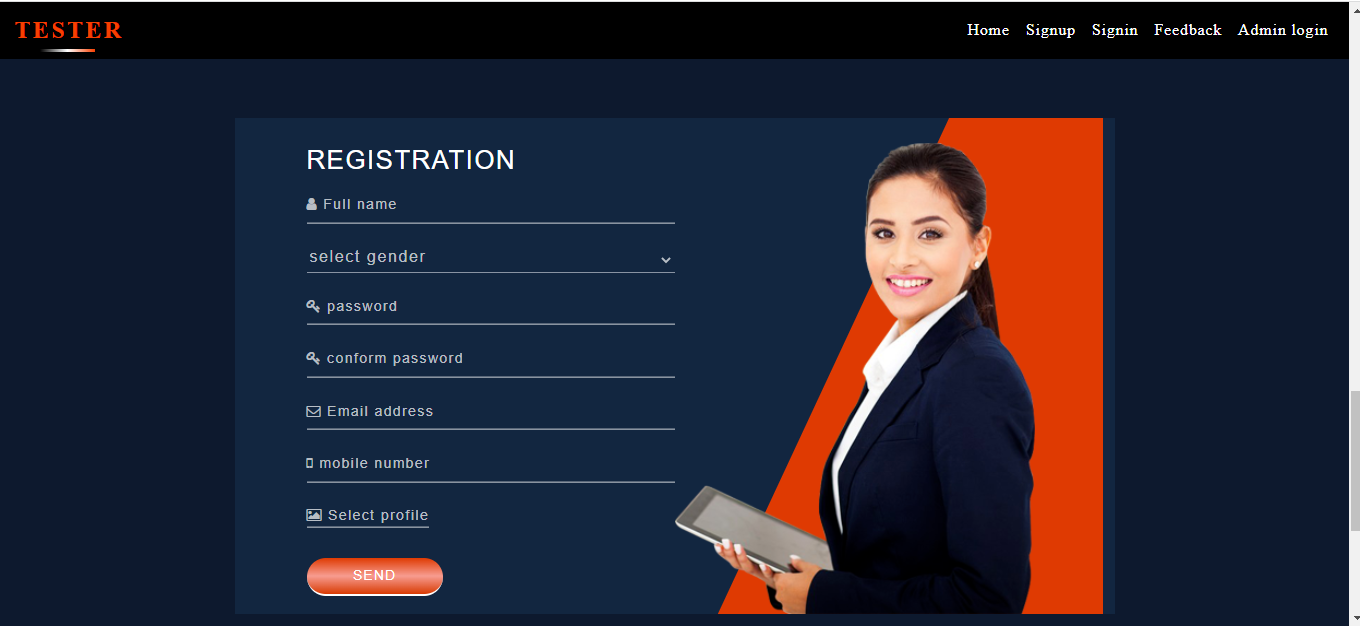 TESTER
Home Signup Signin Feedback Admin login
REGISTRATION
Full name
select gender
password
conform password
Email address
mobile number
Select profile
SEND